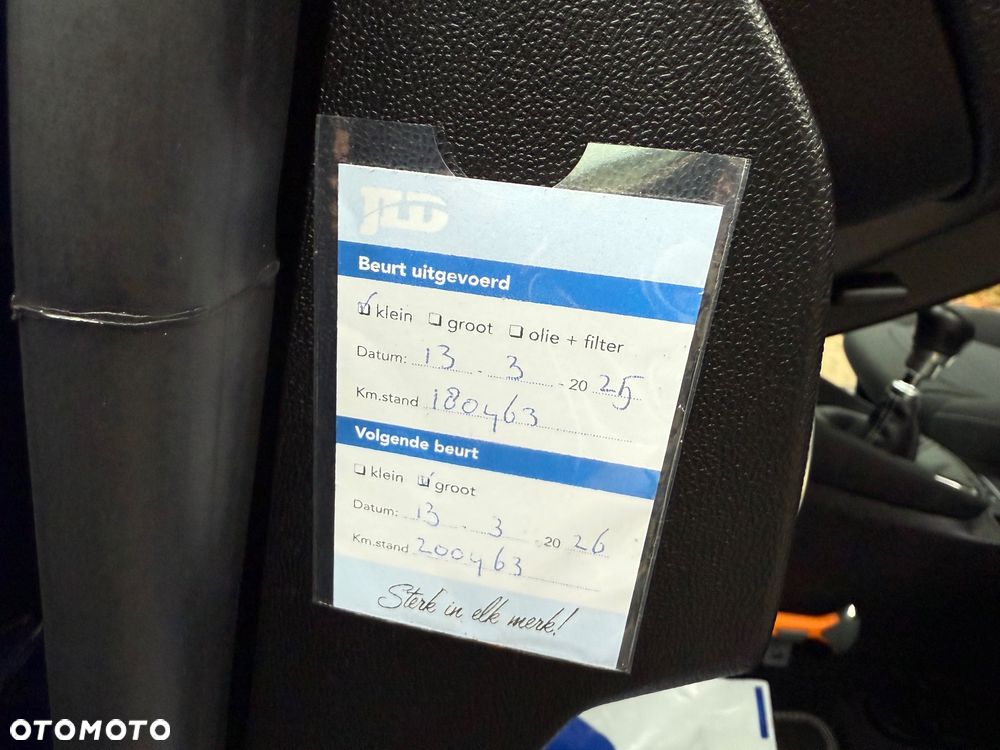 Beurt uitgevoerd
klein groot olie + filter
Datum: 13 . 3 - 20 25
Km.stand 180463
Volgende beurt
klein groot
Datum: 13 . 3 . 20 26
Km.stand 200463
Sterk in elk merk!
OTOMOTO